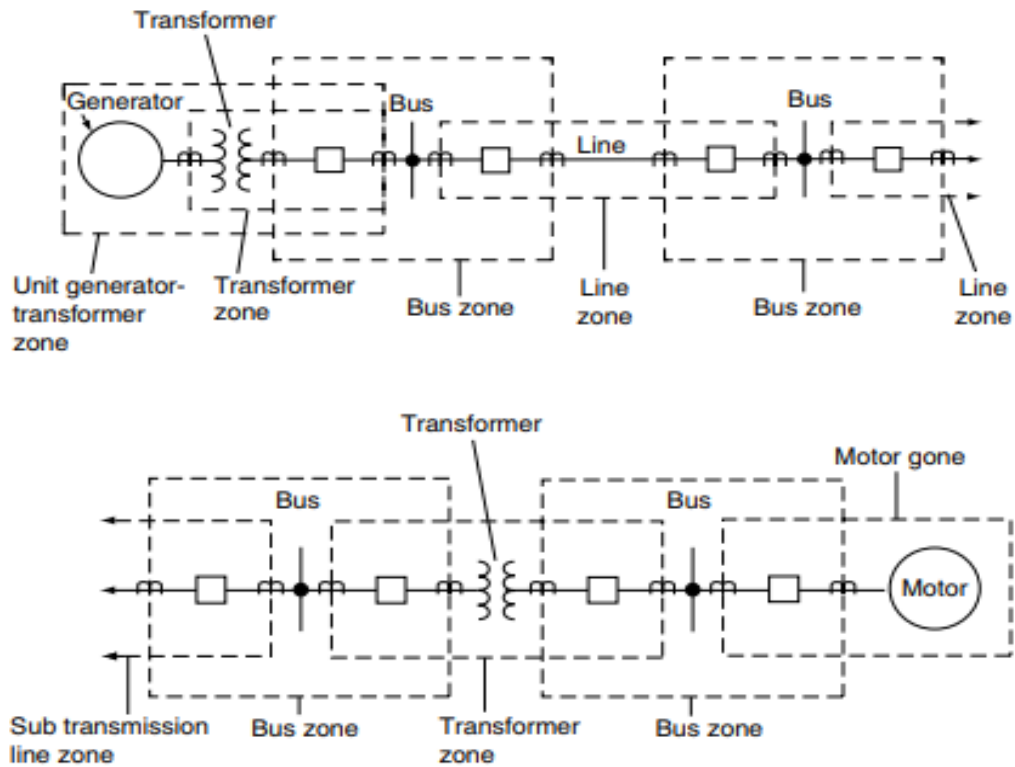 Transformer
Generator
Bus
Bus
Line
Unit generator-
transformer
zone
Transformer
zone
Bus zone
Line
zone
Bus zone
Line
zone
Transformer
Motor gone
Bus
Bus
Motor
Sub transmission
line zone
Bus zone
Transformer
zone
Bus zone